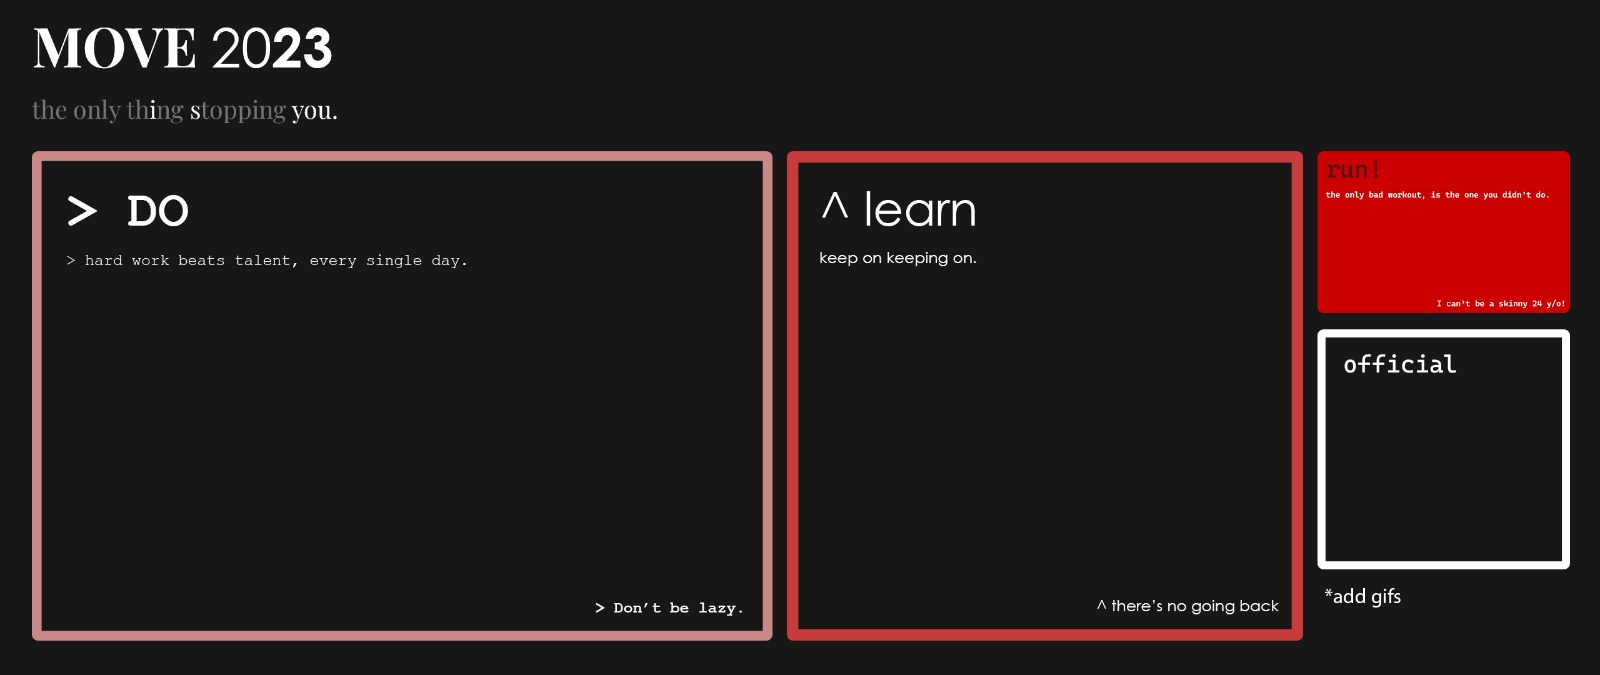 MOVE 2023
the only thing stopping you.
> DO
> hard work beats talent, every single day.
> Don't be lazy.
^ learn
keep on keeping on.
^ there's no going back
run!
the only bad workout, is the one you didn't do.
I can't be a skinny 24 y/o!
official
*add gifs